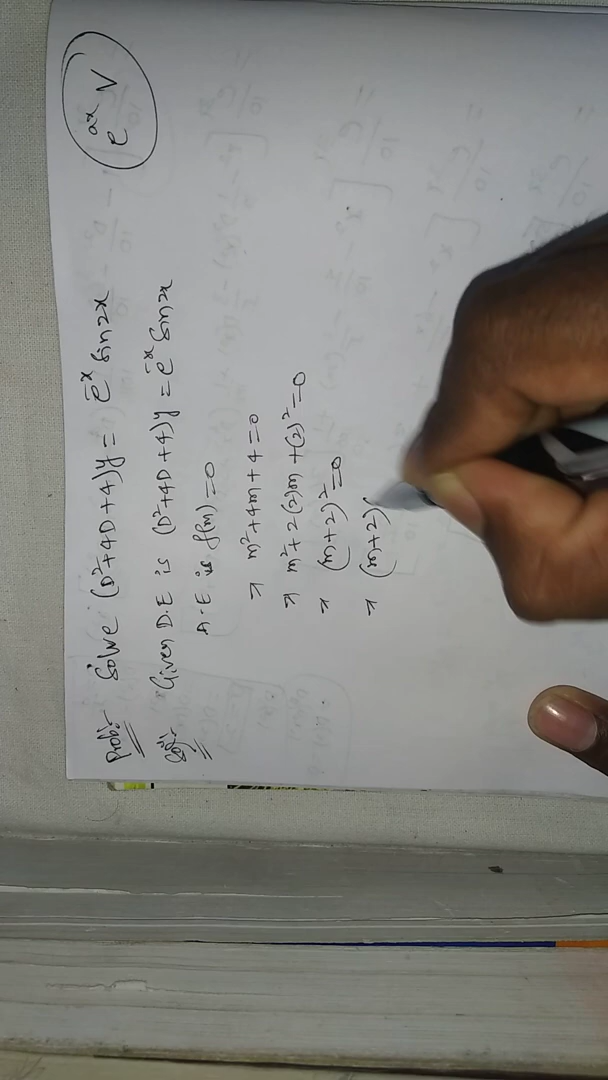 Prob:- Solve (D²+4D+4)y = e⁻ˣ sin2x
e^{ax} V
Sol:- Given D.E is (D²+4D+4)y = e⁻ˣ sin2x
A.E is f(m)=0
⇒ m²+4m+4=0
⇒ m²+2(2)m+(2)²=0
⇒ (m+2)²=0
⇒ (m+2)(